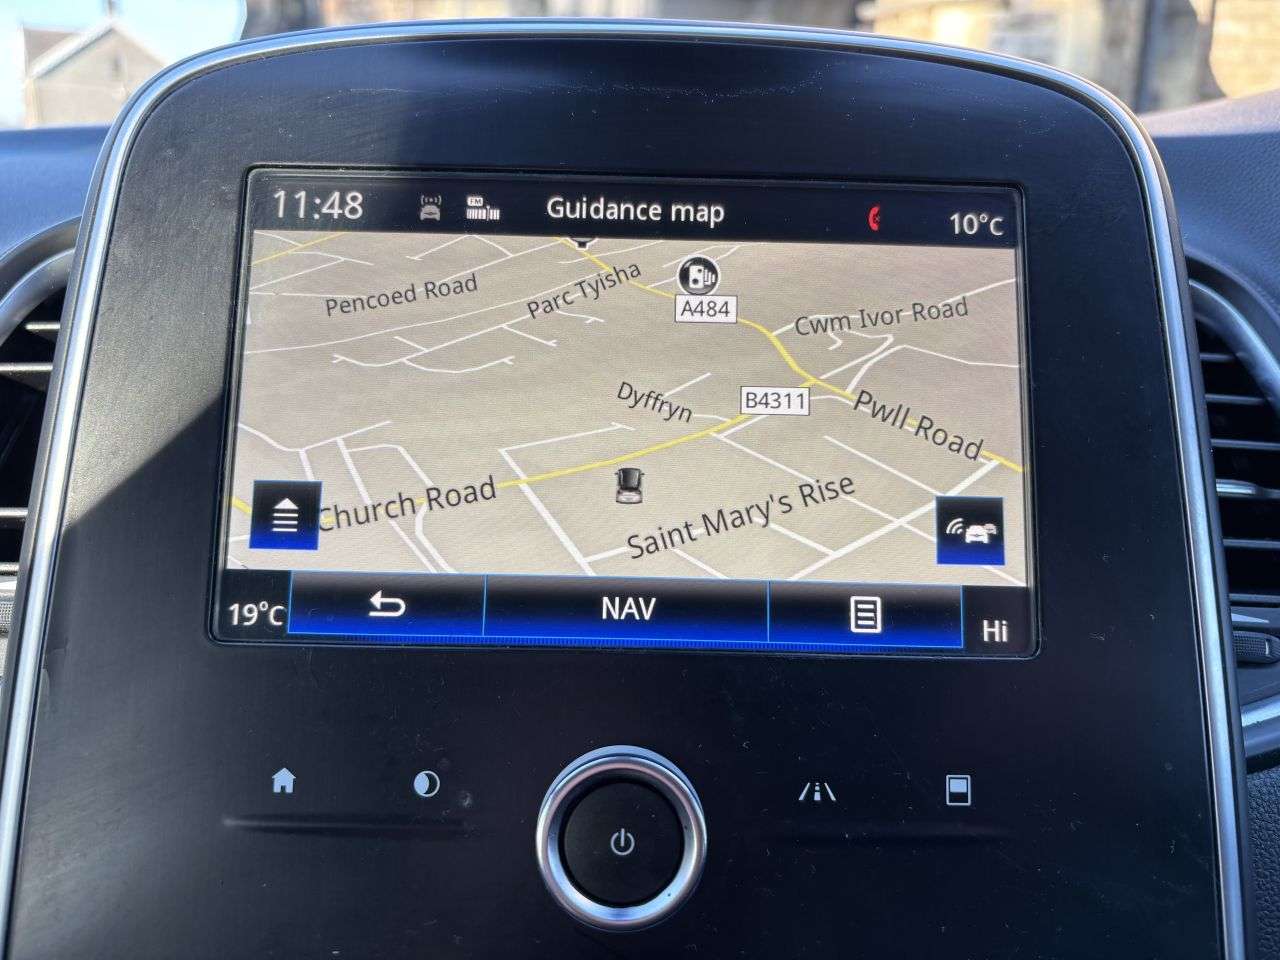 11:48
FM
Guidance map
10°C
Pencoed Road
Parc Tyisha
A484
Cwm Ivor Road
Dyffryn
B4311
Pwll Road
Church Road
Saint Mary's Rise
19°C
NAV
Hi